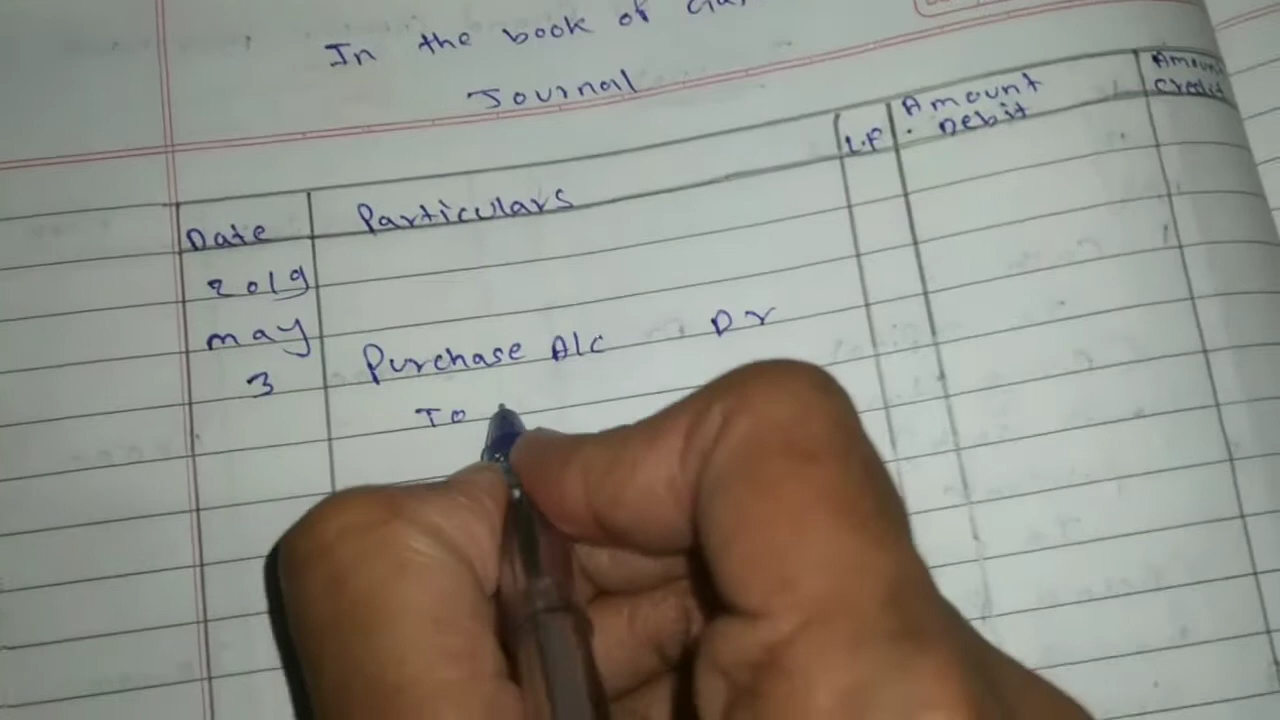 In the book of
Journal
Date Particulars L.F Amount Debit Amount Credit
2019
may
3 Purchase A/c Dr
To